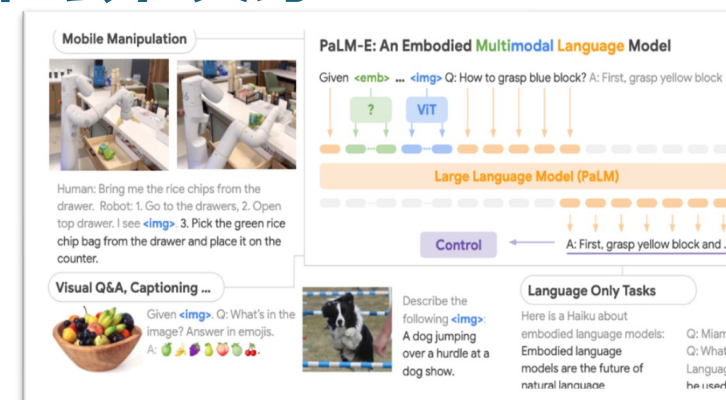 Mobile Manipulation
Human: Bring me the rice chips from the
drawer. Robot: 1. Go to the drawers, 2. Open
top drawer. I see <img>. 3. Pick the green rice
chip bag from the drawer and place it on the
counter.
PaLM-E: An Embodied Multimodal Language Model
Given <emb> ... <img> Q: How to grasp blue block? A: First, grasp yellow block
?
ViT
Large Language Model (PaLM)
Control
A: First, grasp yellow block and
Visual Q&A, Captioning ...
Given <img>. Q: What's in the
image? Answer in emojis.
A: 🍏🍌🍆🍐🍑🍈🍒.
Describe the
following <img>:
A dog jumping
over a hurdle at a
dog show.
Language Only Tasks
Here is a Haiku about
embodied language models:
Embodied language
models are the future of
natural language
Q: Miam
Q: What
Languag
be used